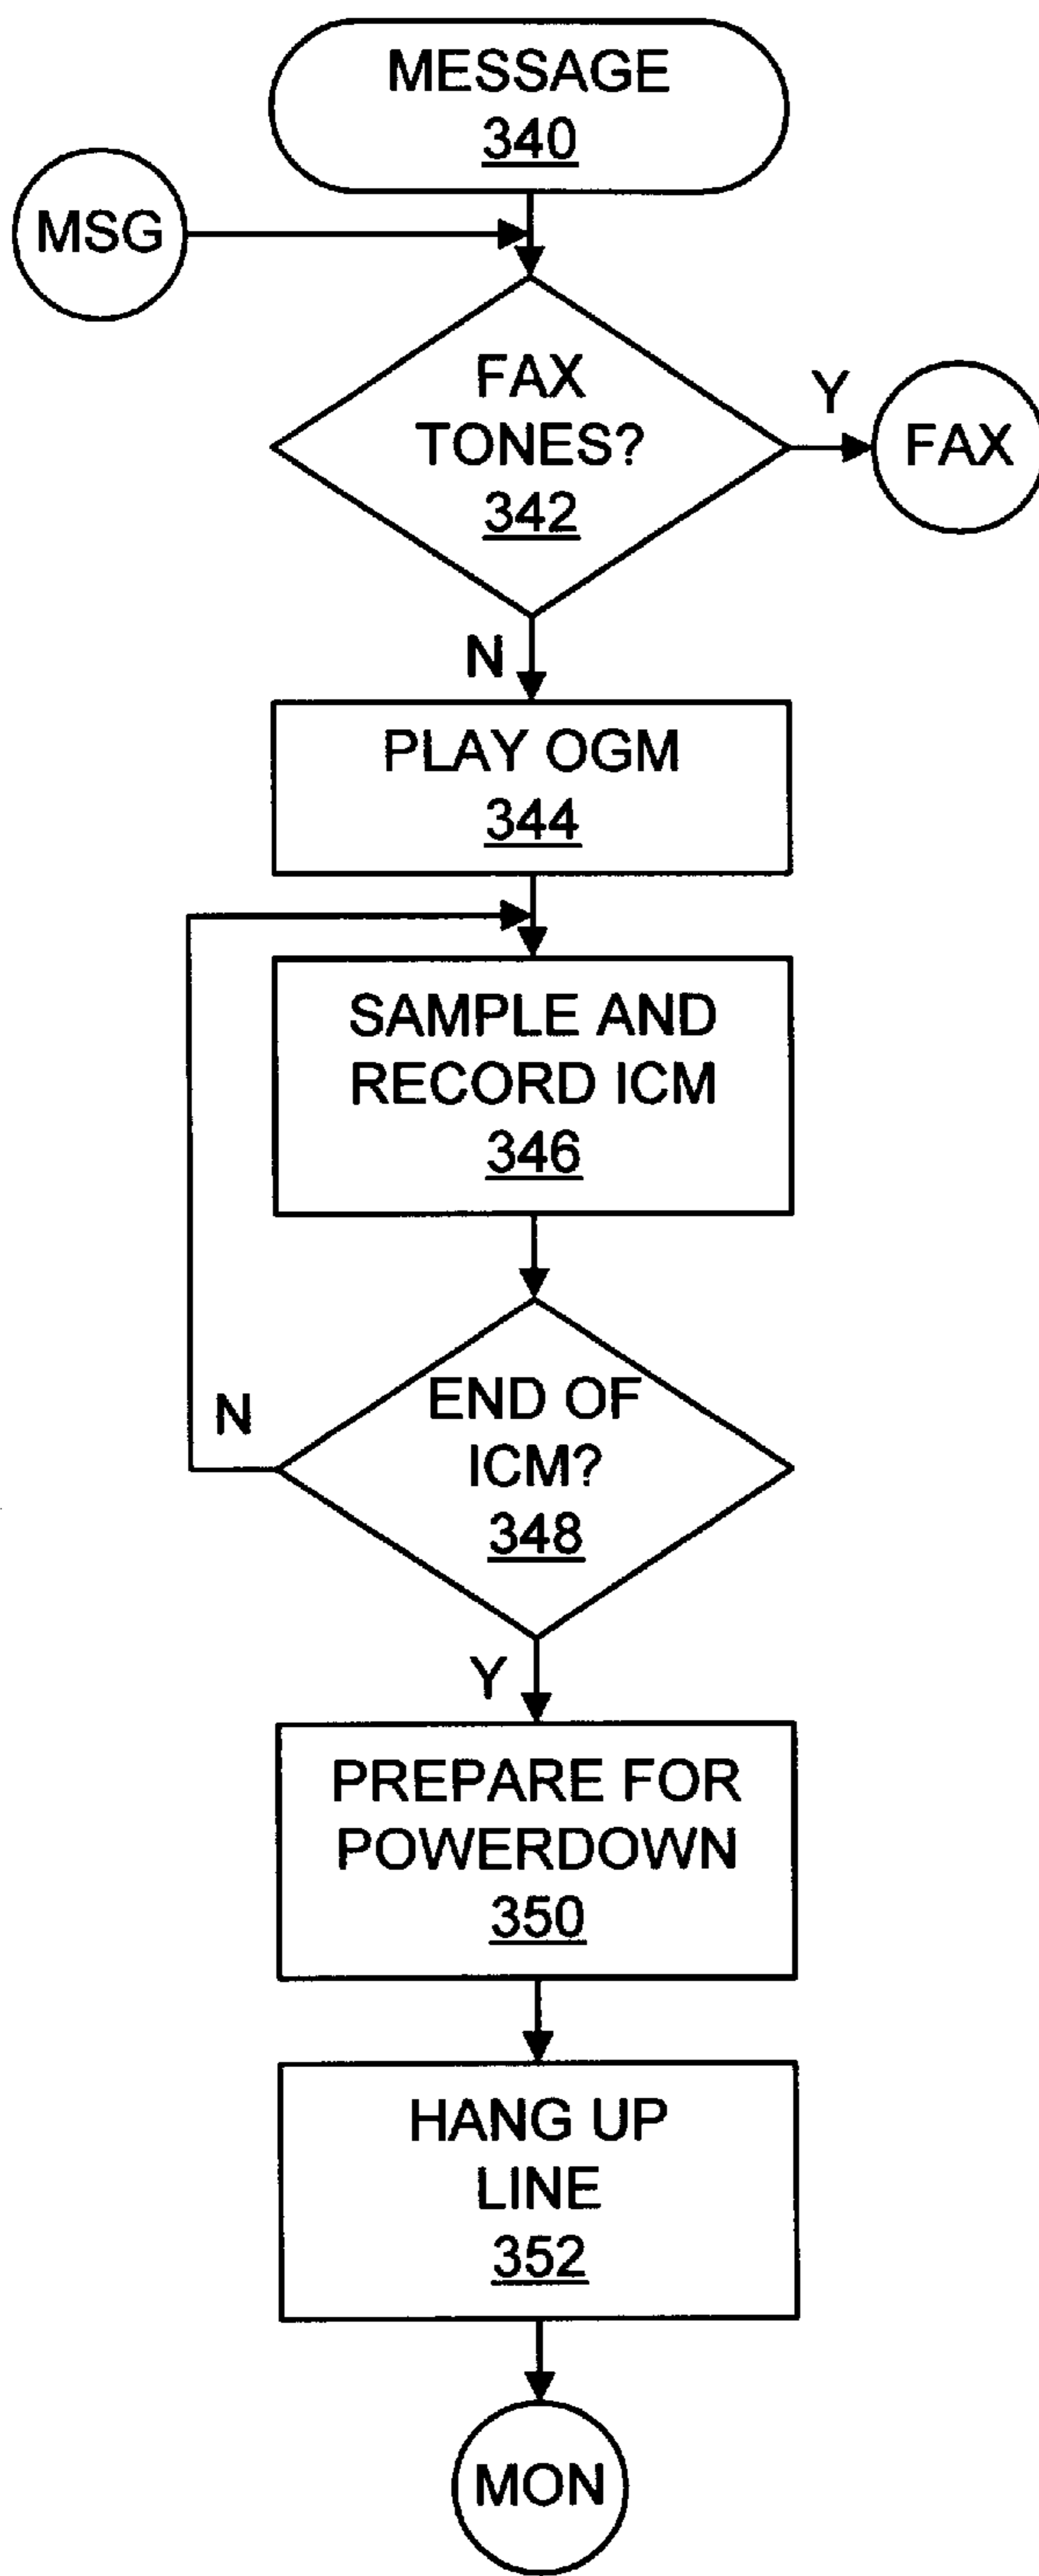 MESSAGE
340
MSG
FAX
TONES?
342
Y
FAX
N
PLAY OGM
344
SAMPLE AND
RECORD ICM
346
END OF
ICM?
348
N
Y
PREPARE FOR
POWERDOWN
350
HANG UP
LINE
352
MON